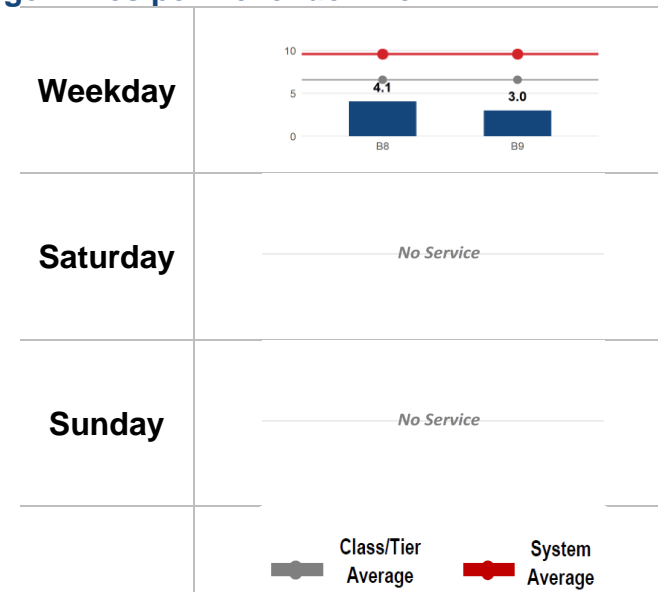 Weekday
10
5
0
4.1
3.0
B8
B9
Saturday
No Service
Sunday
No Service
Class/Tier
Average
System
Average